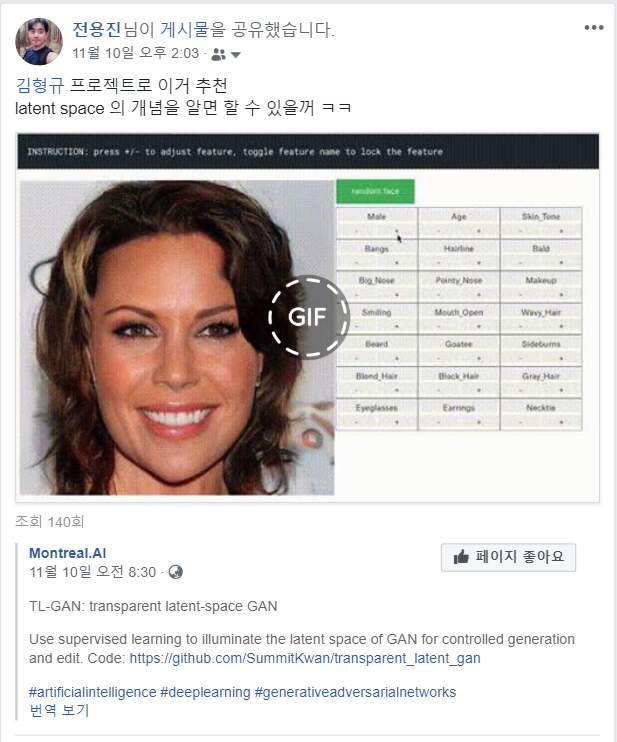 전용진님이 게시물을 공유했습니다.
11월 10일 오후 2:03 ·
김형규 프로젝트로 이거 추천
latent space 의 개념을 알면 할 수 있을꺼 ㅋㅋ
INSTRUCTION: press +/- to adjust feature, toggle feature name to lock the feature
random face
Male Age Skin_Tone
- + - + - +
Bangs Hairline Bald
- + - + - +
Big_Nose Pointy_Nose Makeup
- + - + - +
Smiling Mouth_Open Wavy_Hair
- + - + - +
Beard Goatee Sideburns
- + - + - +
Blond_Hair Black_Hair Gray_Hair
- + - + - +
Eyeglasses Earrings Necktie
- + - + - +
GIF
조회 140회
Montreal.AI
페이지 좋아요
11월 10일 오전 8:30 ·
TL-GAN: transparent latent-space GAN
Use supervised learning to illuminate the latent space of GAN for controlled generation
and edit. Code: https://github.com/SummitKwan/transparent_latent_gan
#artificialintelligence #deeplearning #generativeadversarialnetworks
번역 보기